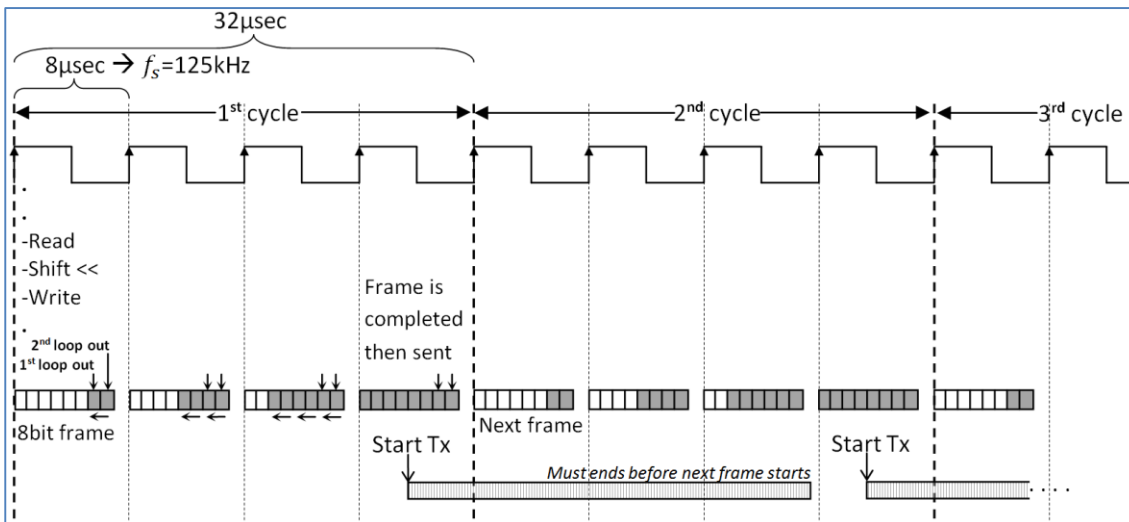 32µsec
8µsec → fₛ=125kHz
1st cycle
2nd cycle
3rd cycle
.
.
-Read
-Shift <<
-Write
.
Frame is
completed
then sent
2nd loop out
1st loop out
8bit frame
Next frame
Start Tx
Start Tx
Must ends before next frame starts
. . . .